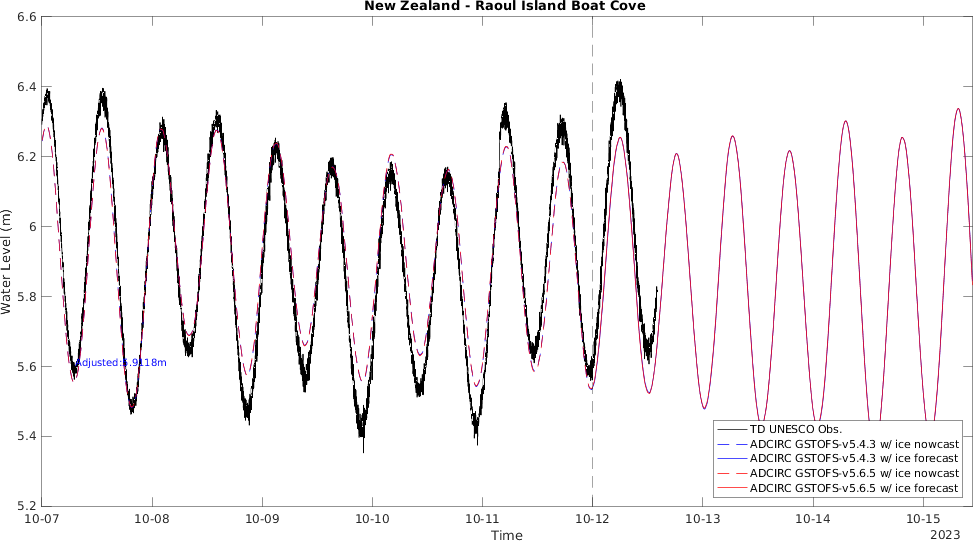 New Zealand - Raoul Island Boat Cove
Water Level (m)
6.6
6.4
6.2
6
5.8
5.6
5.4
5.2
Adjusted:5.9118m
TD UNESCO Obs.
ADCIRC GSTOFS-v5.4.3 w/ ice nowcast
ADCIRC GSTOFS-v5.4.3 w/ ice forecast
ADCIRC GSTOFS-v5.6.5 w/ ice nowcast
ADCIRC GSTOFS-v5.6.5 w/ ice forecast
10-07 10-08 10-09 10-10 10-11 10-12 10-13 10-14 10-15
Time
2023